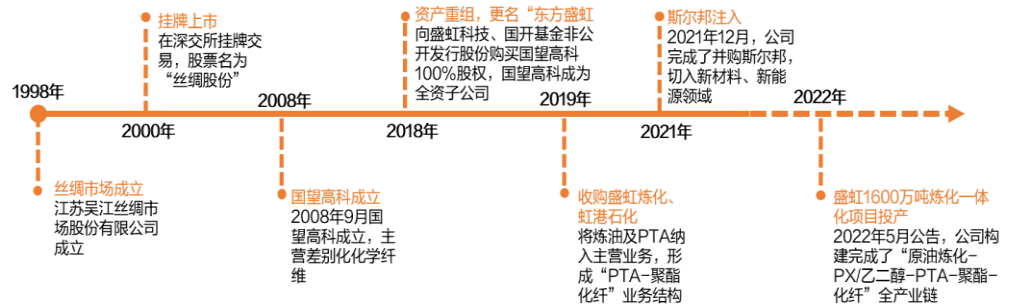 1998年
丝绸市场成立
江苏吴江丝绸市
场股份有限公司
成立
挂牌上市
在深交所挂牌交
易，股票名为
“丝绸股份”
2000年
2008年
国望高科成立
2008年9月国
望高科成立，主
营差别化化学纤
维
资产重组，更名“东方盛虹
向盛虹科技、国开基金非公
开发行股份购买国望高科
100%股权，国望高科成为
全资子公司
2018年
2019年
收购盛虹炼化、
虹港石化
将炼油及PTA纳
入主营业务，形
成“PTA-聚酯
化纤”业务结构
斯尔邦注入
2021年12月，公司
完成了并购斯尔邦，
切入新材料、新能
源领域
2021年
2022年
盛虹1600万吨炼化一体
化项目投产
2022年5月公告，公司构
建完成了“原油炼化-
PX/乙二醇-PTA-聚酯-
化纤”全产业链